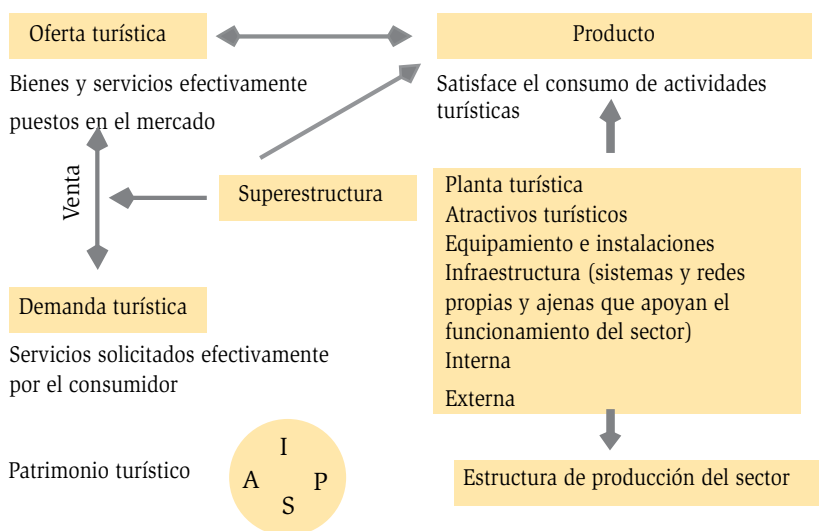 Oferta turística
Producto
Bienes y servicios efectivamente
puestos en el mercado
Satisface el consumo de actividades
turísticas
Venta
Superestructura
Planta turística
Atractivos turísticos
Equipamiento e instalaciones
Infraestructura (sistemas y redes
propias y ajenas que apoyan el
funcionamiento del sector)
Interna
Externa
Demanda turística
Servicios solicitados efectivamente
por el consumidor
Patrimonio turístico
I
A P
S
Estructura de producción del sector